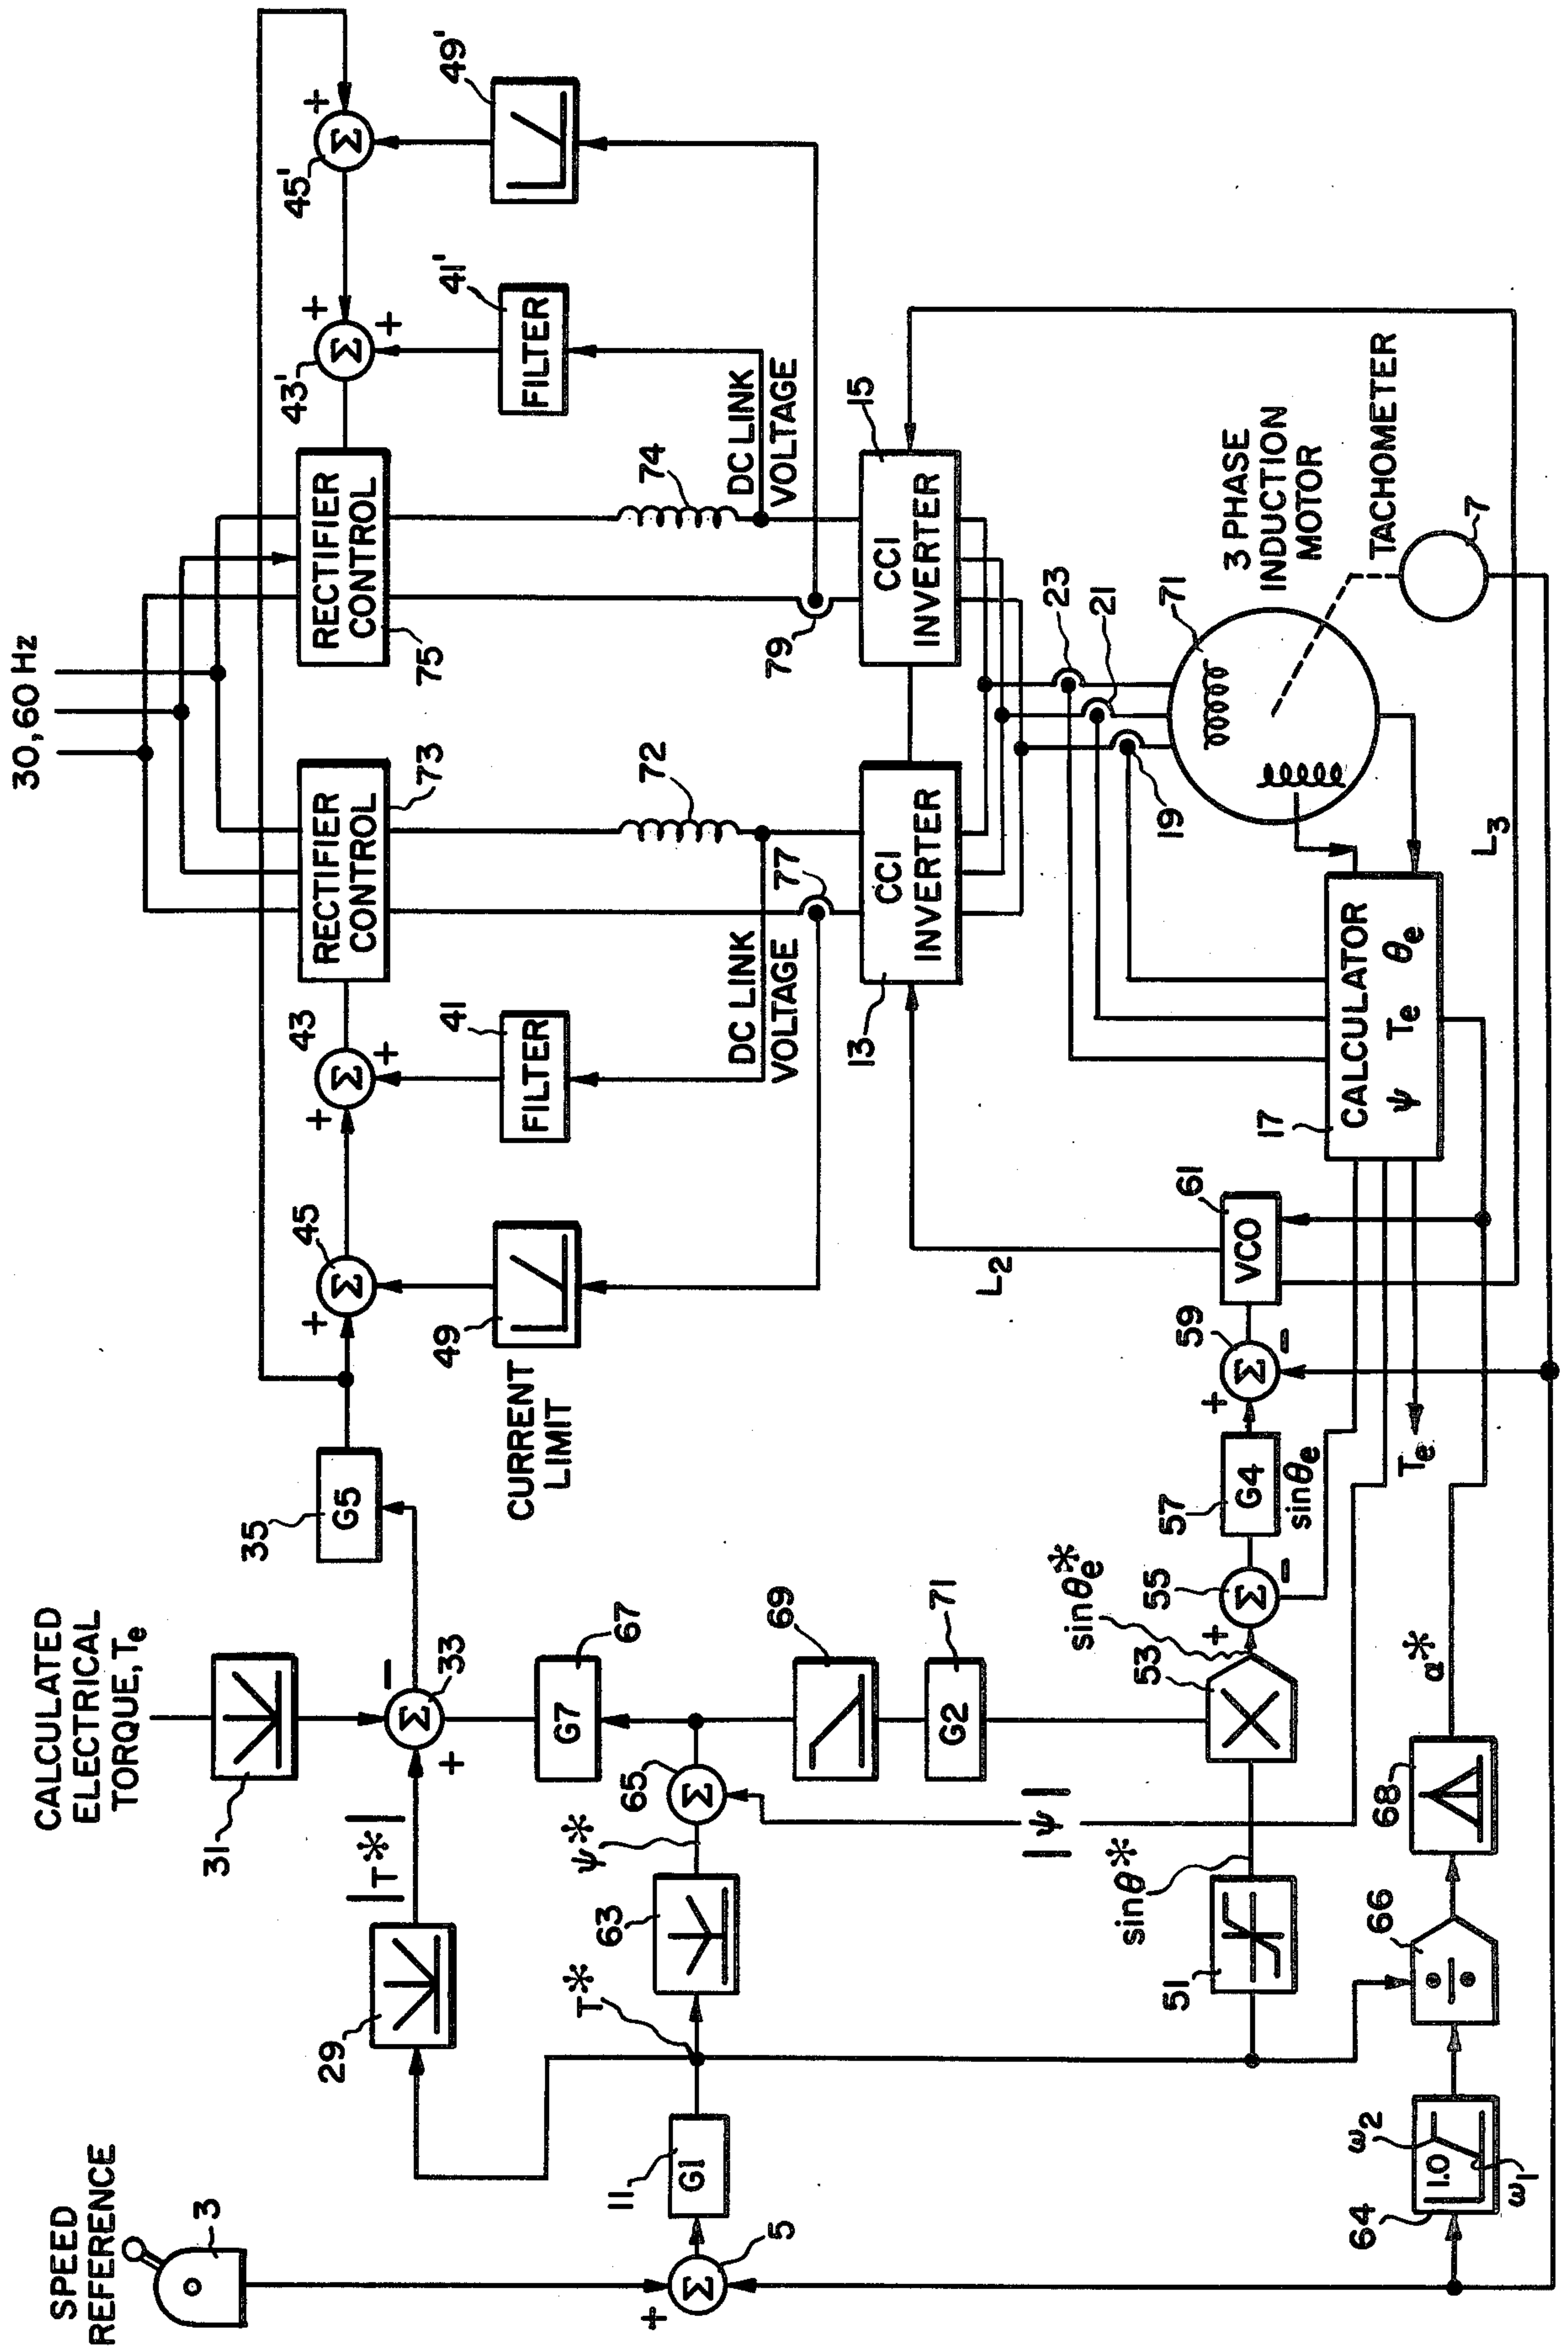 SPEED
REFERENCE
3
+
Σ
5
11
G1
T*
29
|T*|
CALCULATED
ELECTRICAL
TORQUE, Te
31
-
+
Σ
33
35
G5
63
ψ*
65
Σ
G7
67
69
G2
71
|ψ|
51
sinθ*
53
sinθe*
+
Σ
55
-
57
G4
sinθe
59
+
Σ
-
VCO
61
L2
64
1.0
ω2
ω1
66
÷
68
α*
Te
CURRENT
LIMIT
49
45
+
Σ
43
+
+
Σ
41
FILTER
DC LINK
VOLTAGE
77
72
RECTIFIER
CONTROL
73
30,60 Hz
RECTIFIER
CONTROL
75
74
79
DC LINK
VOLTAGE
43'
+
+
Σ
41'
FILTER
45'
+
Σ
49'
13
CCI
INVERTER
15
CCI
INVERTER
23
21
19
71
3 PHASE
INDUCTION
MOTOR
TACHOMETER
7
17
CALCULATOR
ψ Te θe
L3